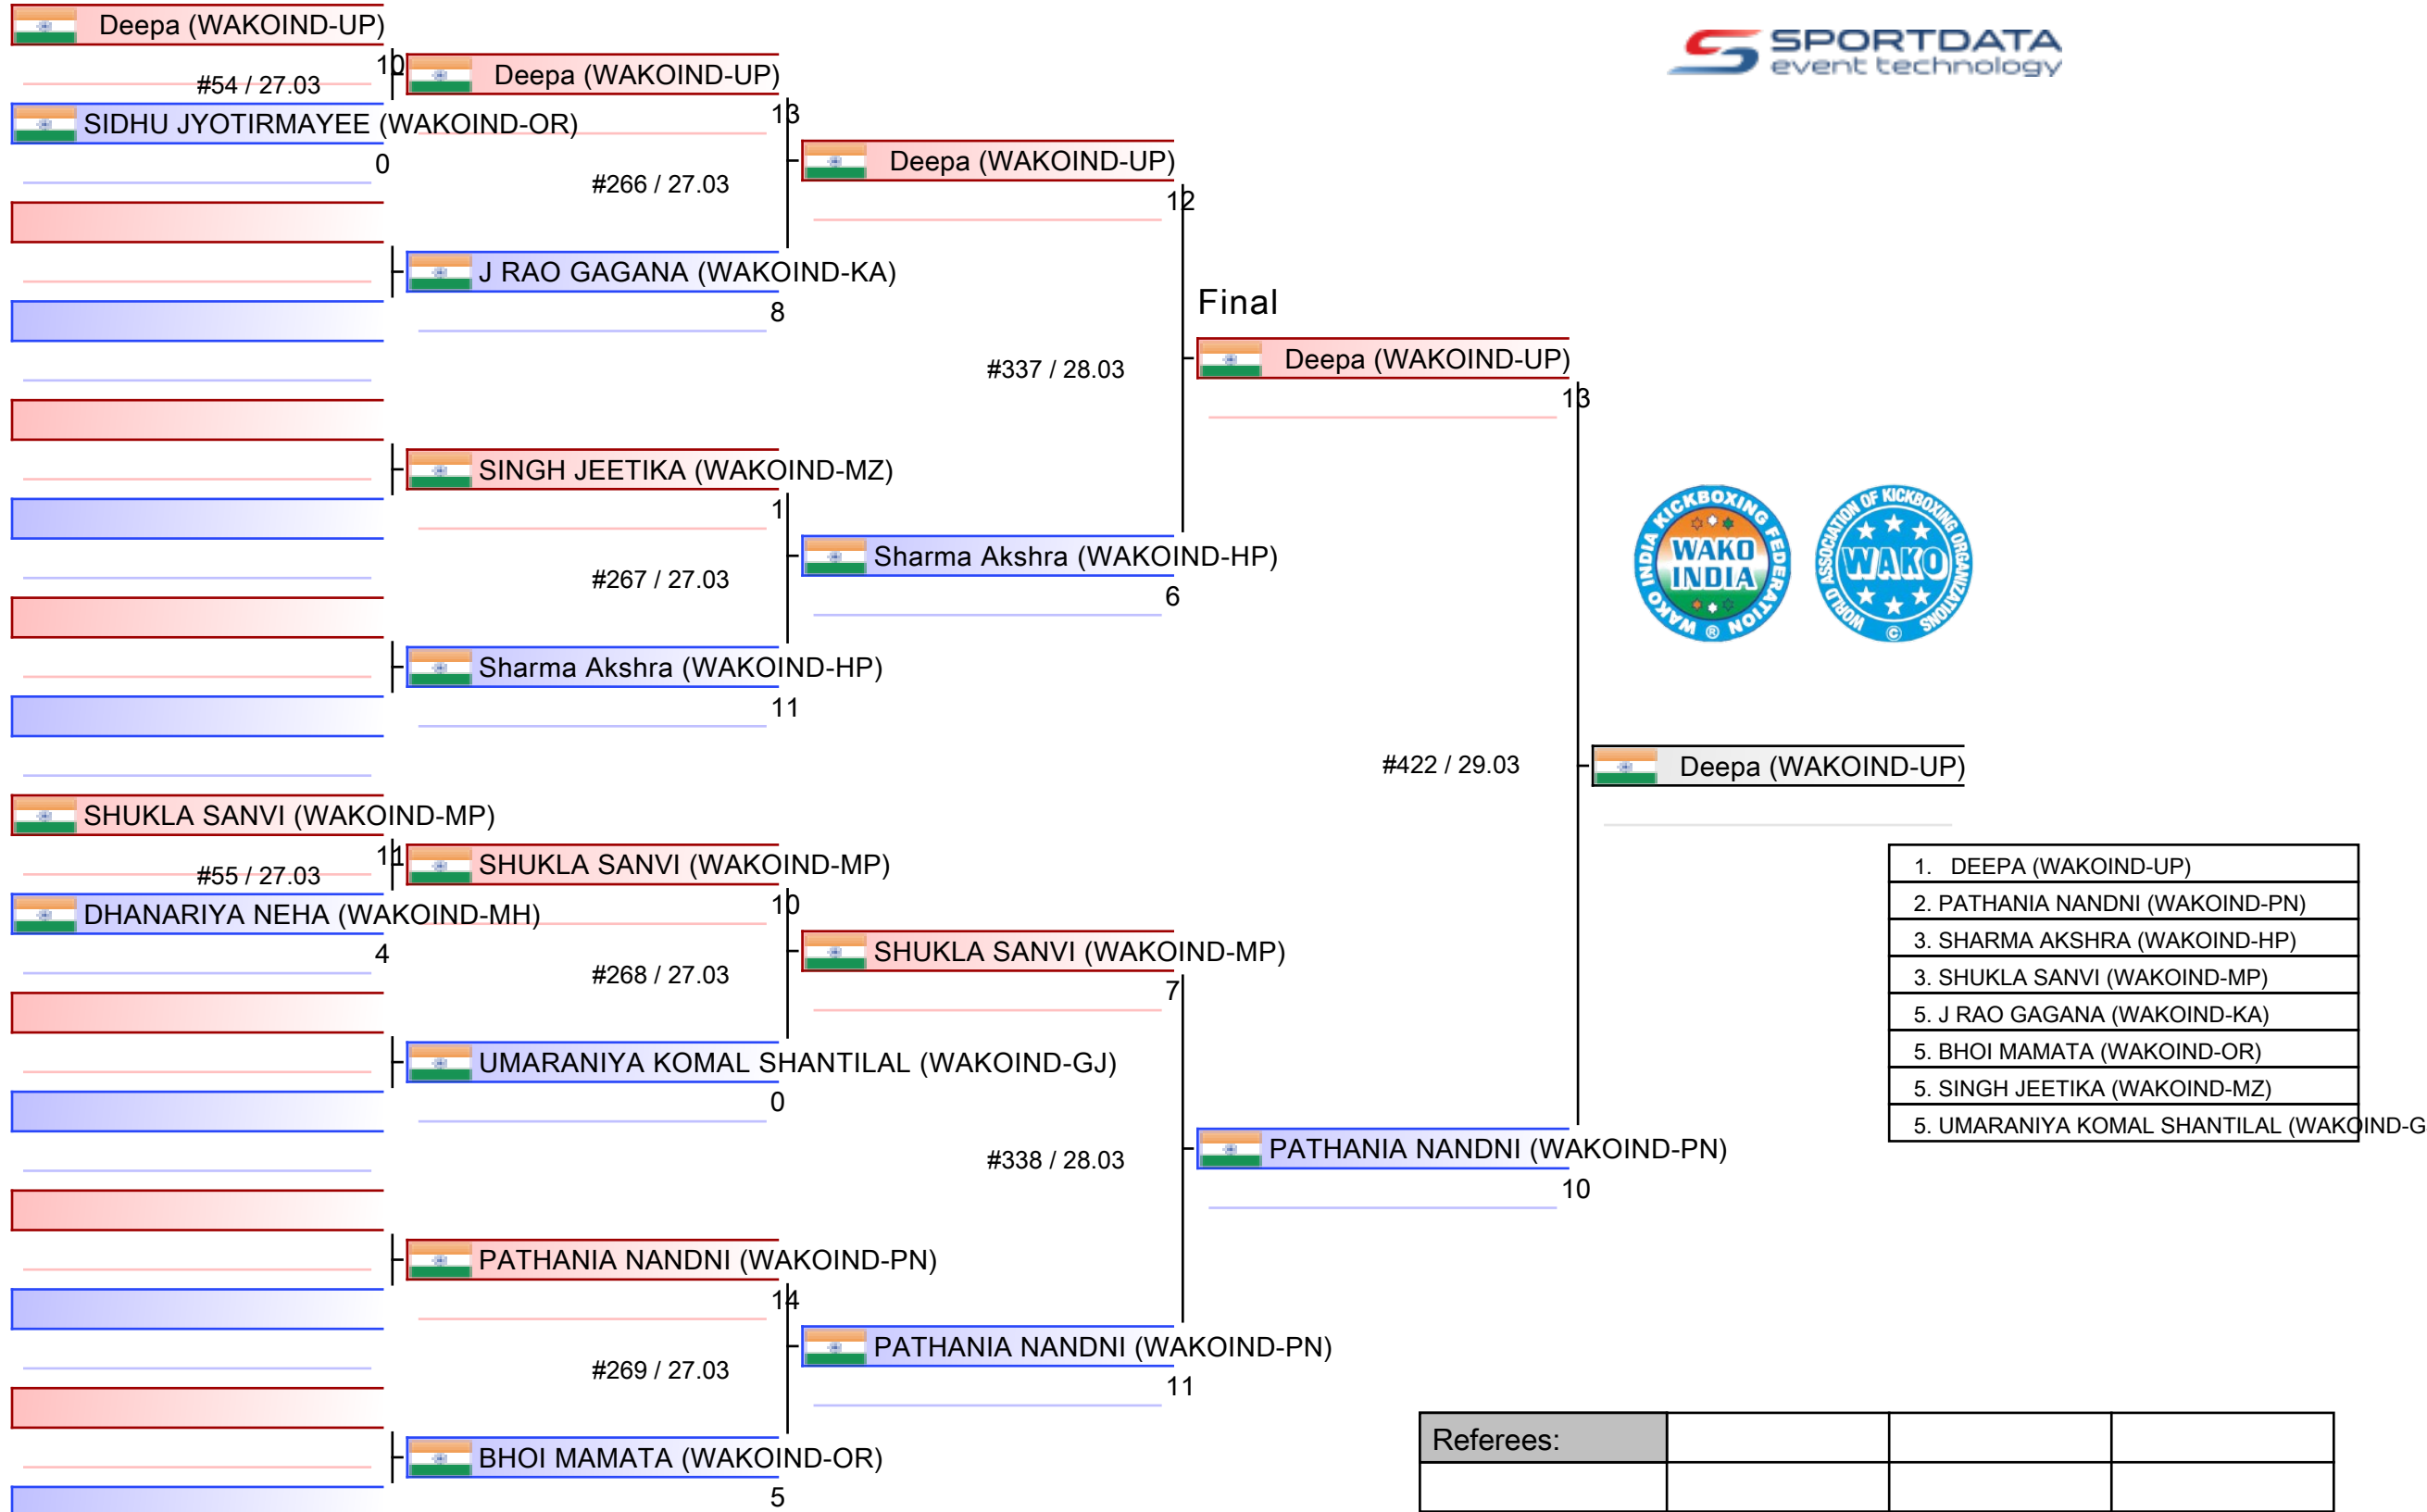 SPORTDATA
event technology
Deepa (WAKOIND-UP)
10
#54 / 27.03
SIDHU JYOTIRMAYEE (WAKOIND-OR)
0
Deepa (WAKOIND-UP)
13
#266 / 27.03
J RAO GAGANA (WAKOIND-KA)
8
Deepa (WAKOIND-UP)
12
#337 / 28.03
SINGH JEETIKA (WAKOIND-MZ)
1
#267 / 27.03
Sharma Akshra (WAKOIND-HP)
11
Sharma Akshra (WAKOIND-HP)
6
Final
Deepa (WAKOIND-UP)
13
#422 / 29.03
Deepa (WAKOIND-UP)
WAKO INDIA KICKBOXING FEDERATION
WAKO
INDIA
®
WORLD ASSOCIATION OF KICKBOXING ORGANIZATIONS
WAKO
©
SHUKLA SANVI (WAKOIND-MP)
11
#55 / 27.03
DHANARIYA NEHA (WAKOIND-MH)
4
SHUKLA SANVI (WAKOIND-MP)
10
#268 / 27.03
UMARANIYA KOMAL SHANTILAL (WAKOIND-GJ)
0
SHUKLA SANVI (WAKOIND-MP)
7
#338 / 28.03
PATHANIA NANDNI (WAKOIND-PN)
10
PATHANIA NANDNI (WAKOIND-PN)
14
#269 / 27.03
BHOI MAMATA (WAKOIND-OR)
5
PATHANIA NANDNI (WAKOIND-PN)
11
1. DEEPA (WAKOIND-UP)
2. PATHANIA NANDNI (WAKOIND-PN)
3. SHARMA AKSHRA (WAKOIND-HP)
3. SHUKLA SANVI (WAKOIND-MP)
5. J RAO GAGANA (WAKOIND-KA)
5. BHOI MAMATA (WAKOIND-OR)
5. SINGH JEETIKA (WAKOIND-MZ)
5. UMARANIYA KOMAL SHANTILAL (WAKOIND-G
Referees: